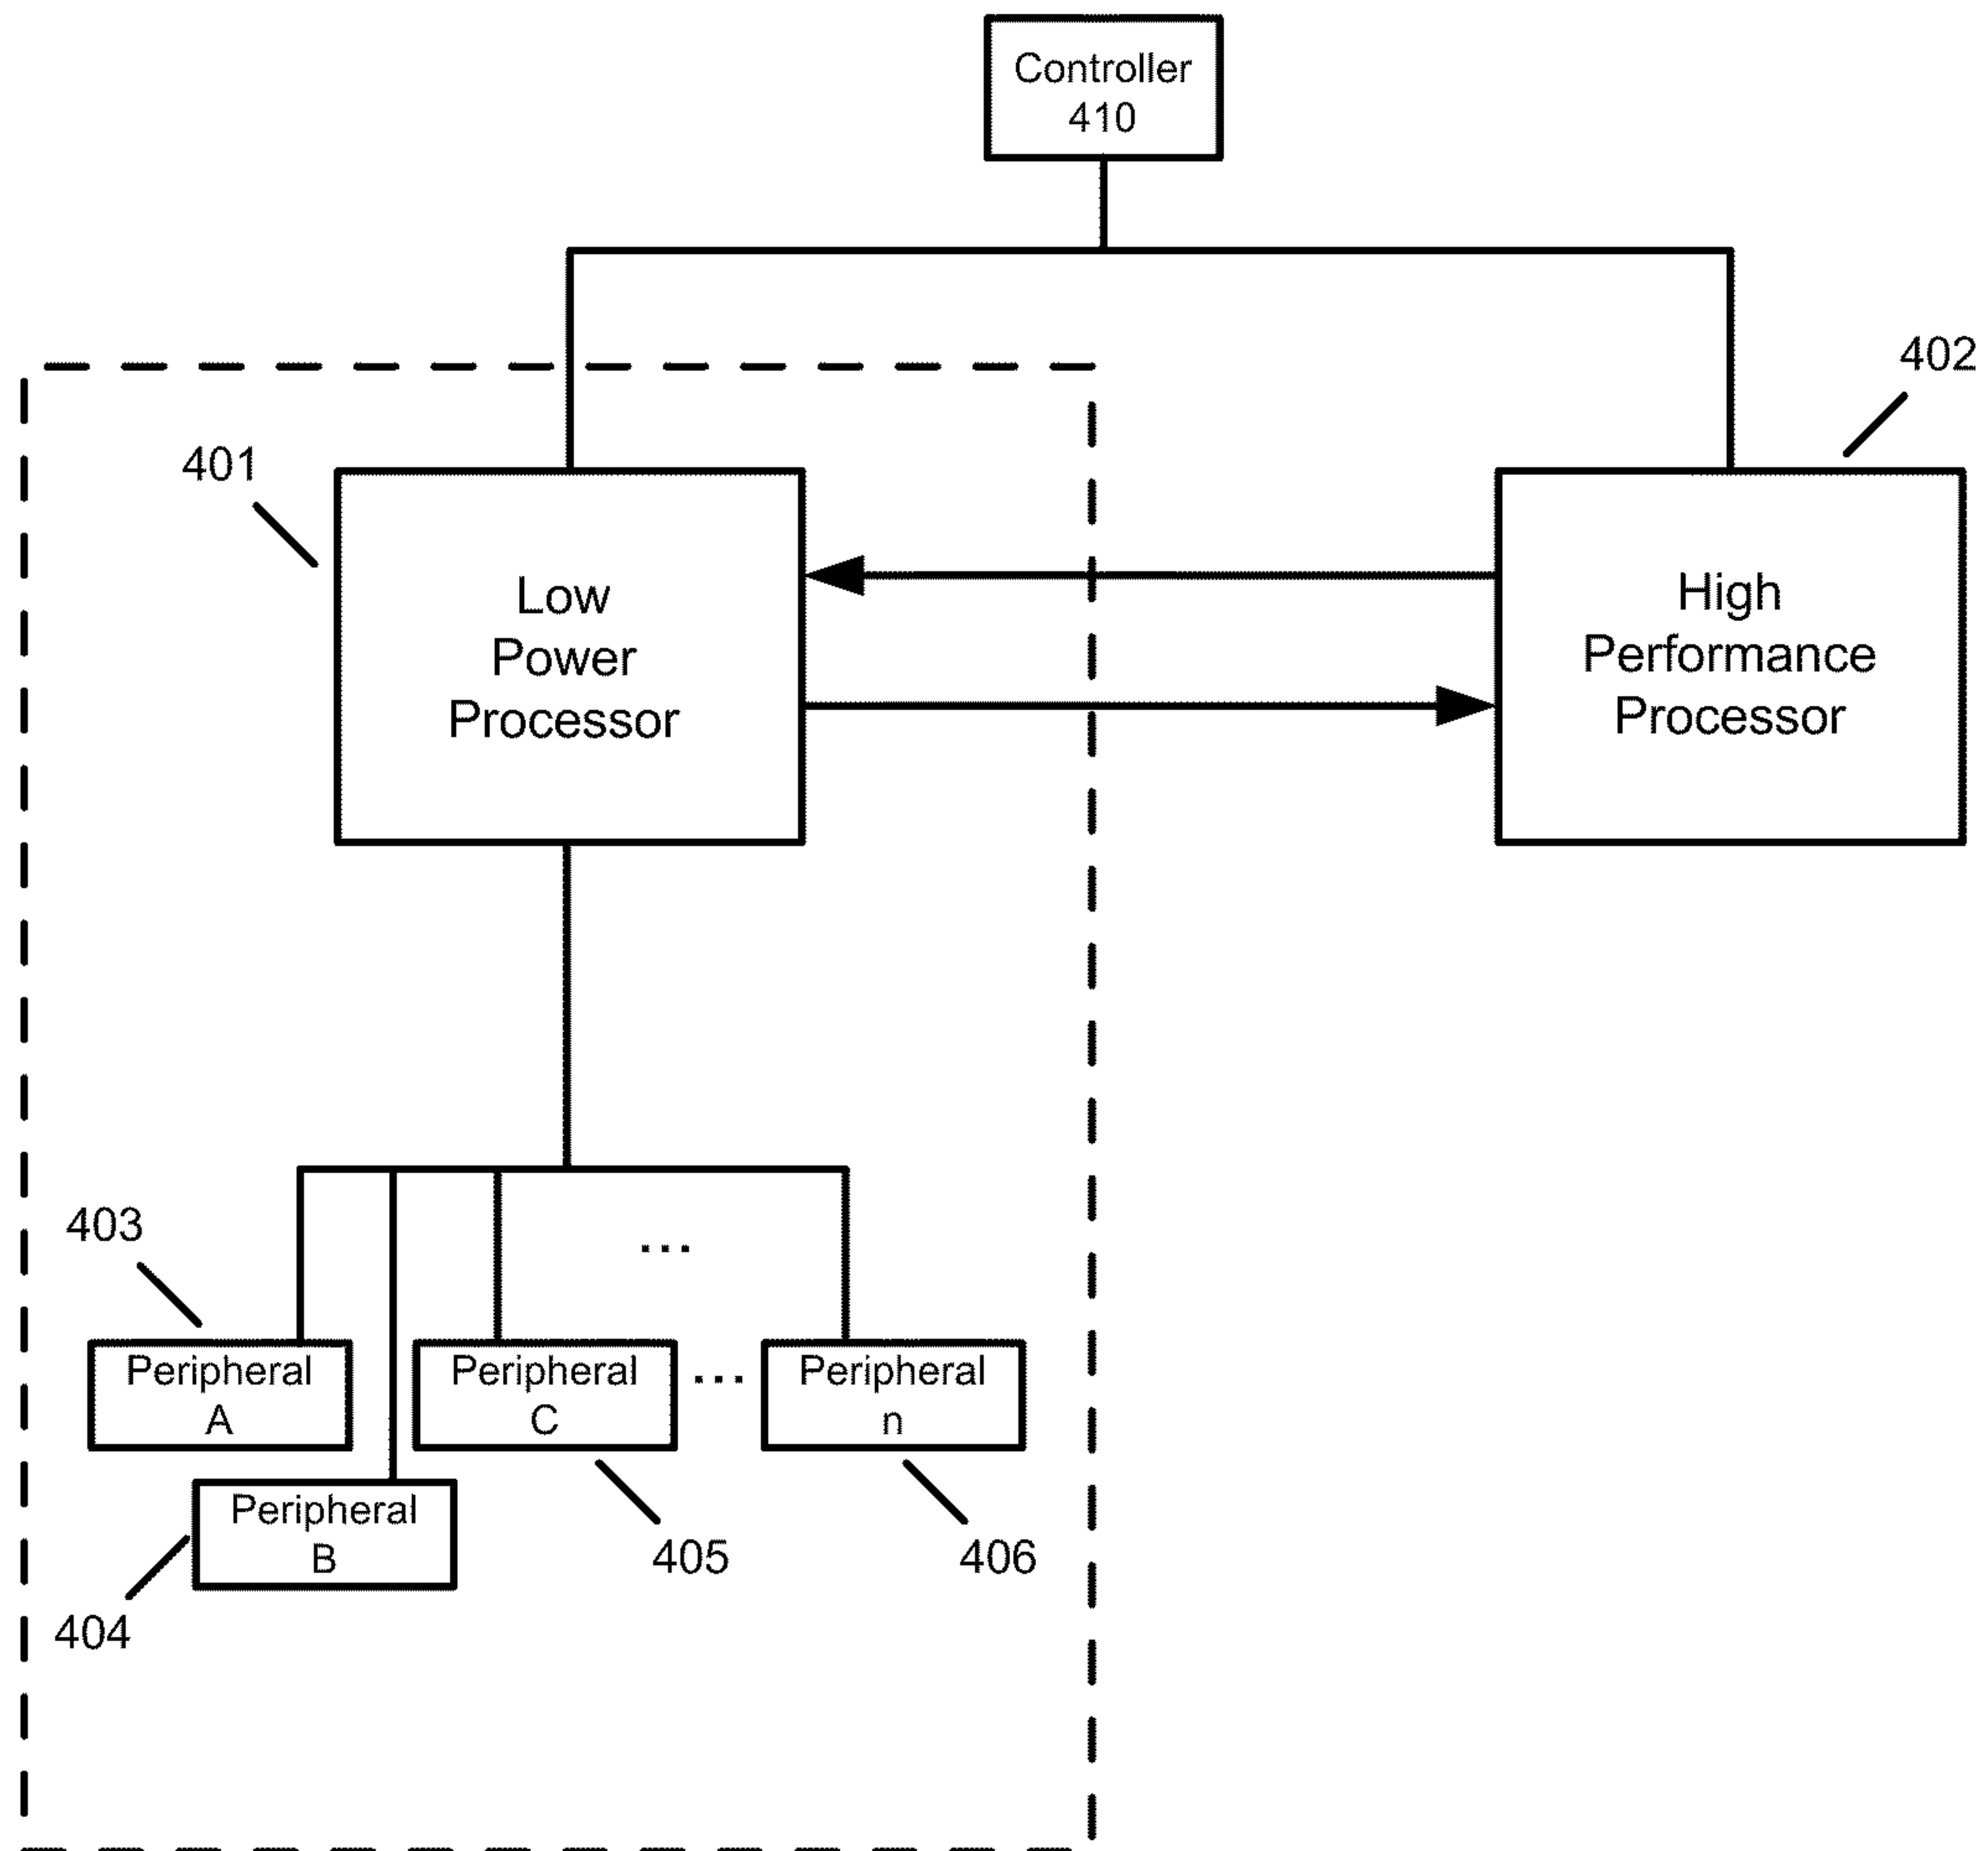 Controller
410
402
401
Low
Power
Processor
High
Performance
Processor
403
...
Peripheral
A
Peripheral
C
...
Peripheral
n
Peripheral
B
405
406
404